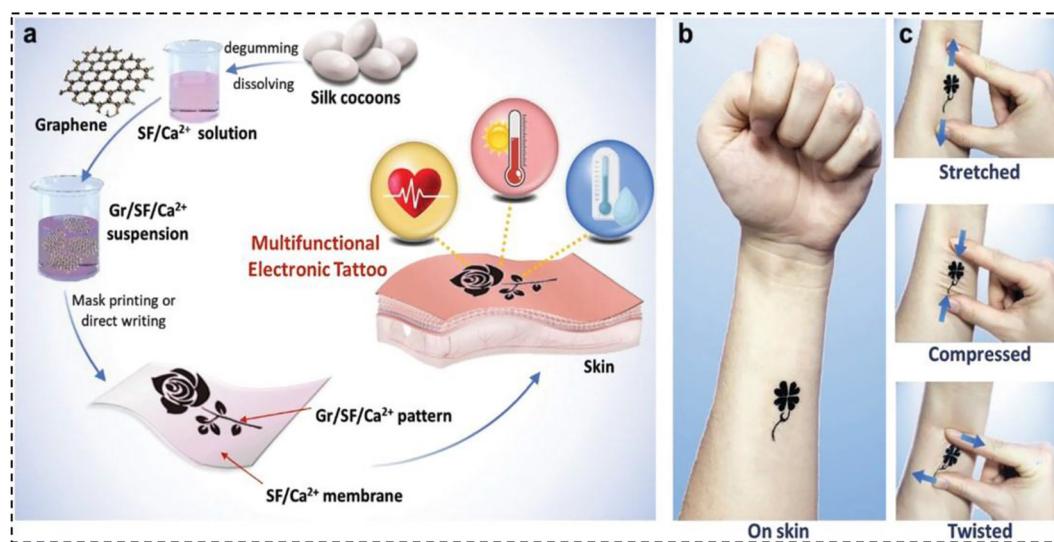 a
degumming
dissolving
Silk cocoons
Graphene
SF/Ca²⁺ solution
Gr/SF/Ca²⁺
suspension
Multifunctional
Electronic Tattoo
Mask printing or
direct writing
Skin
Gr/SF/Ca²⁺ pattern
SF/Ca²⁺ membrane
b
On skin
c
Stretched
Compressed
Twisted